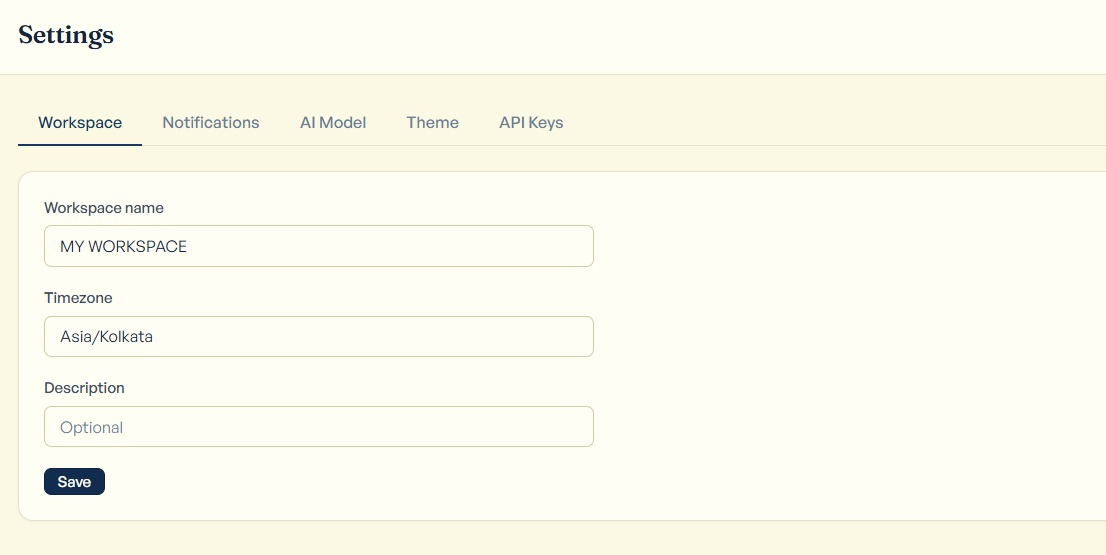 Settings
Workspace Notifications AI Model Theme API Keys
Workspace name
MY WORKSPACE
Timezone
Asia/Kolkata
Description
Optional
Save